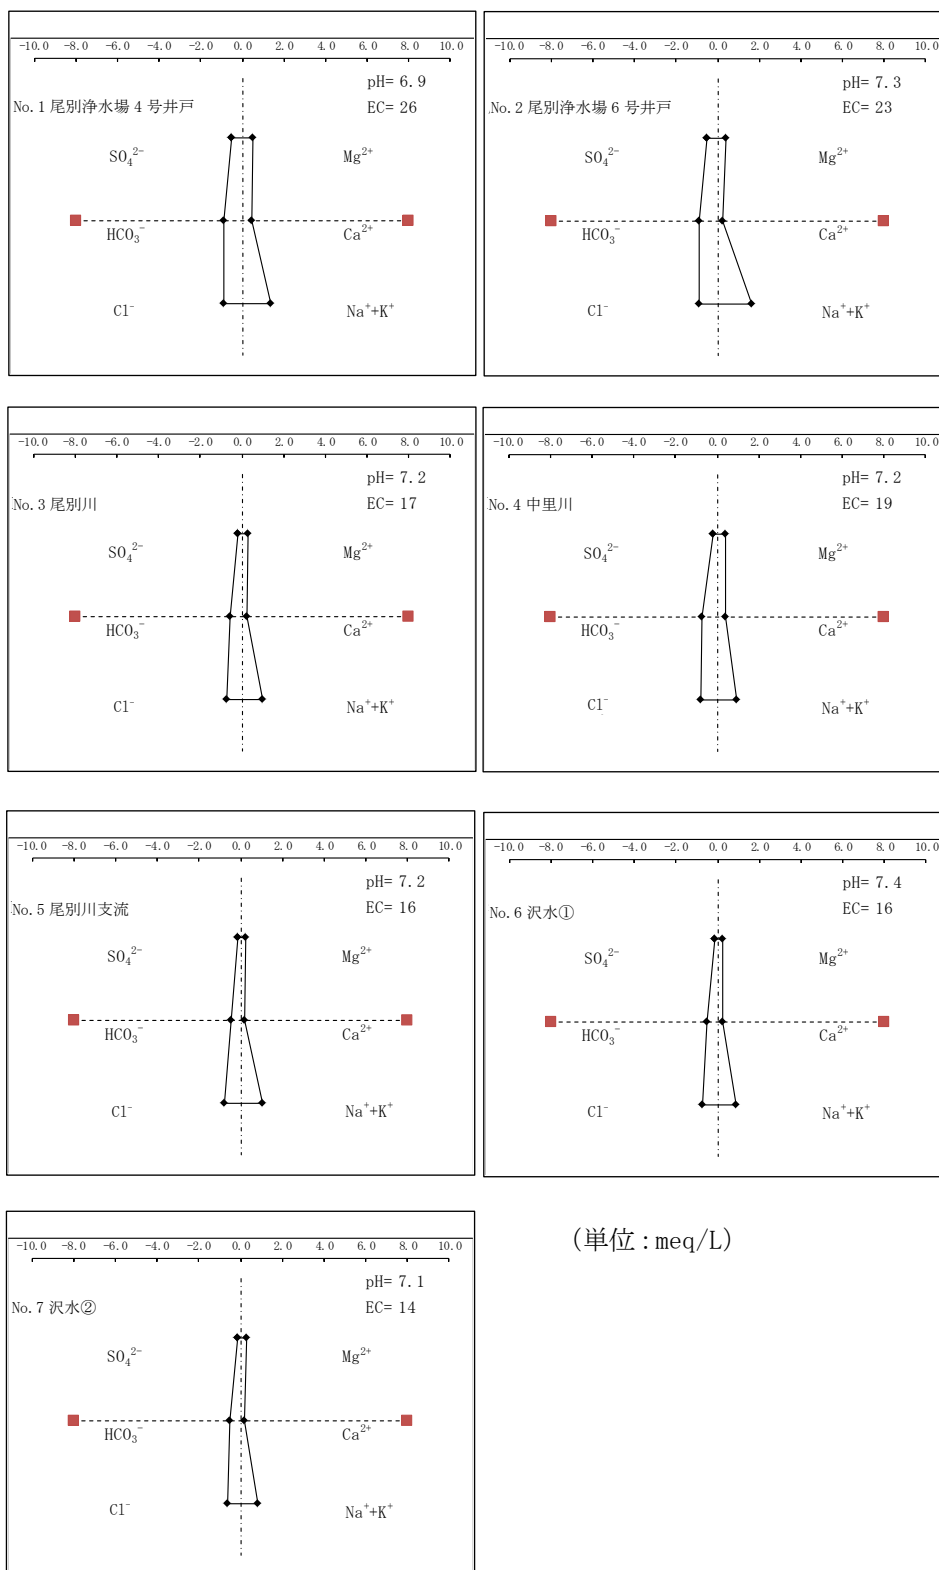 -10.0 -8.0 -6.0 -4.0 -2.0 0.0 2.0 4.0 6.0 8.0 10.0
pH= 6.9
No.1 尾別浄水場 4 号井戸 EC= 26
SO₄²⁻ Mg²⁺
HCO₃⁻ Ca²⁺
Cl⁻ Na⁺+K⁺
-10.0 -8.0 -6.0 -4.0 -2.0 0.0 2.0 4.0 6.0 8.0 10.0
pH= 7.3
No.2 尾別浄水場 6 号井戸 EC= 23
SO₄²⁻ Mg²⁺
HCO₃⁻ Ca²⁺
Cl⁻ Na⁺+K⁺
-10.0 -8.0 -6.0 -4.0 -2.0 0.0 2.0 4.0 6.0 8.0 10.0
pH= 7.2
No.3 尾別川 EC= 17
SO₄²⁻ Mg²⁺
HCO₃⁻ Ca²⁺
Cl⁻ Na⁺+K⁺
-10.0 -8.0 -6.0 -4.0 -2.0 0.0 2.0 4.0 6.0 8.0 10.0
pH= 7.2
No.4 中里川 EC= 19
SO₄²⁻ Mg²⁺
HCO₃⁻ Ca²⁺
Cl⁻ Na⁺+K⁺
-10.0 -8.0 -6.0 -4.0 -2.0 0.0 2.0 4.0 6.0 8.0 10.0
pH= 7.2
No.5 尾別川支流 EC= 16
SO₄²⁻ Mg²⁺
HCO₃⁻ Ca²⁺
Cl⁻ Na⁺+K⁺
-10.0 -8.0 -6.0 -4.0 -2.0 0.0 2.0 4.0 6.0 8.0 10.0
pH= 7.4
No.6 沢水① EC= 16
SO₄²⁻ Mg²⁺
HCO₃⁻ Ca²⁺
Cl⁻ Na⁺+K⁺
-10.0 -8.0 -6.0 -4.0 -2.0 0.0 2.0 4.0 6.0 8.0 10.0
pH= 7.1
No.7 沢水② EC= 14
SO₄²⁻ Mg²⁺
HCO₃⁻ Ca²⁺
Cl⁻ Na⁺+K⁺
(単位:meq/L)